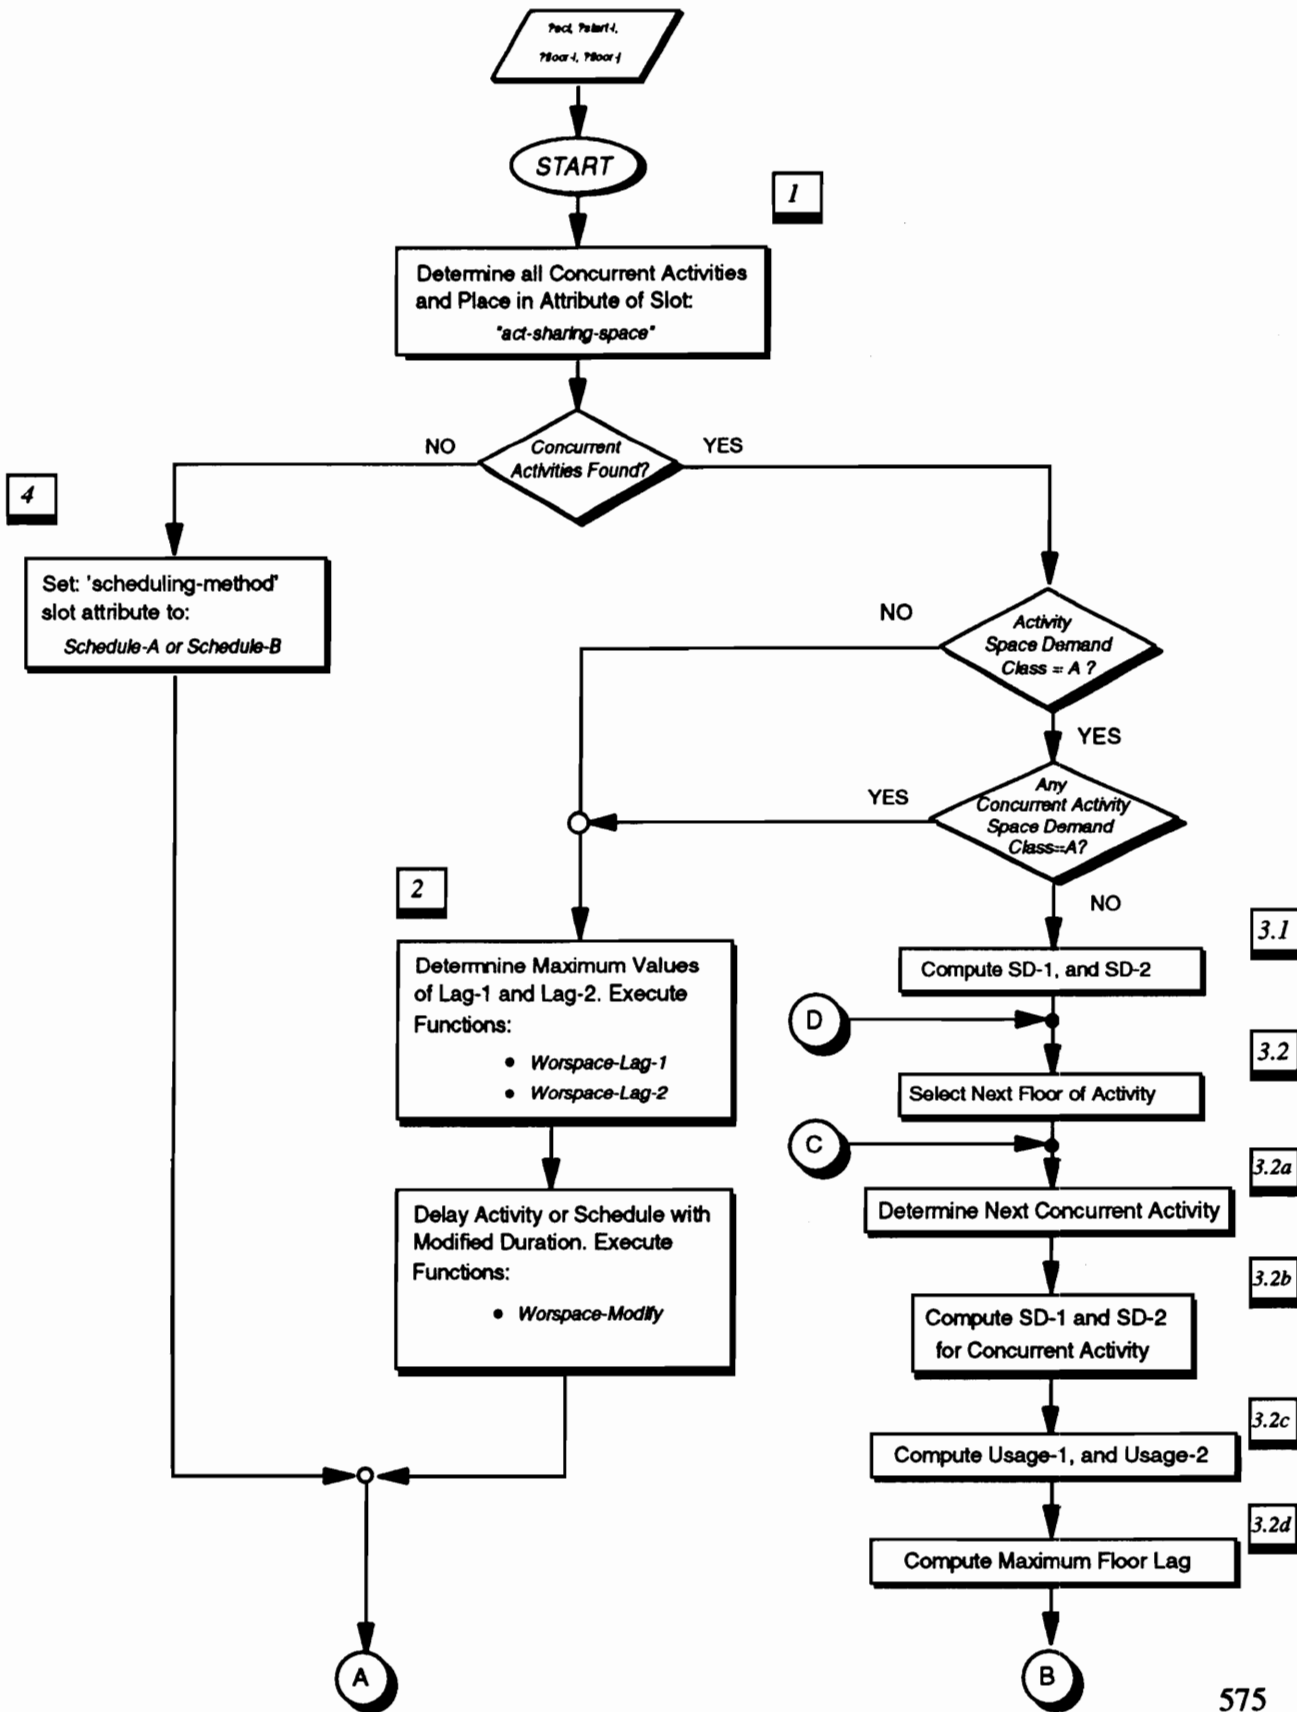 ?act, ?start-i,
?floor-i, ?floor-j
START
1
Determine all Concurrent Activities
and Place in Attribute of Slot:
"act-sharing-space"
NO
Concurrent
Activities Found?
YES
4
Set: 'scheduling-method'
slot attribute to:
Schedule-A or Schedule-B
NO
Activity
Space Demand
Class = A ?
YES
YES
Any
Concurrent Activity
Space Demand
Class=A?
NO
2
Determnine Maximum Values
of Lag-1 and Lag-2. Execute
Functions:
• Worspace-Lag-1
• Worspace-Lag-2
Delay Activity or Schedule with
Modified Duration. Execute
Functions:
• Worspace-Modify
3.1
Compute SD-1, and SD-2
D
3.2
Select Next Floor of Activity
C
3.2a
Determine Next Concurrent Activity
3.2b
Compute SD-1 and SD-2
for Concurrent Activity
3.2c
Compute Usage-1, and Usage-2
3.2d
Compute Maximum Floor Lag
A
B
575